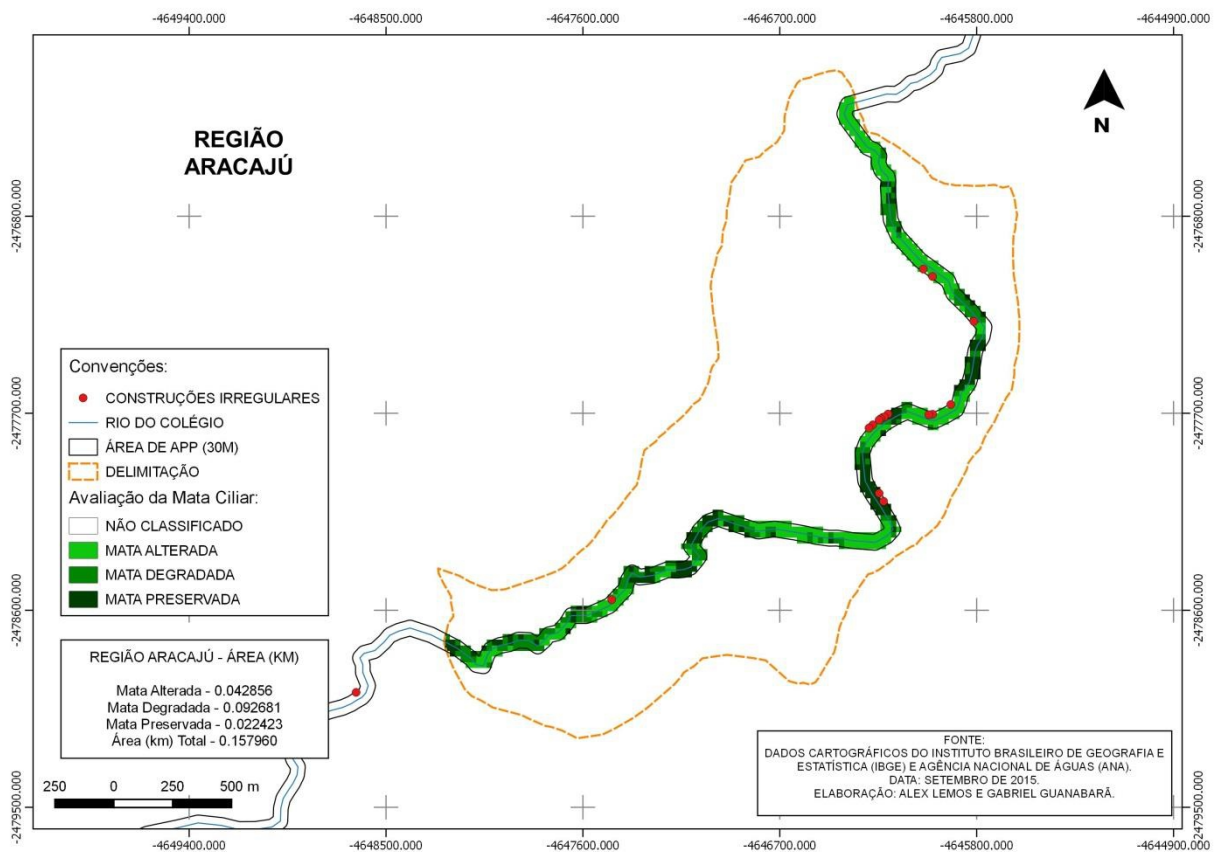 -4649400.000 -4648500.000 -4647600.000 -4646700.000 -4645800.000 -4644900.000
REGIÃO
ARACAJÚ
N
-2476800.000 -2476800.000
-2477700.000 -2477700.000
-2478600.000 -2478600.000
-2479500.000 -2479500.000
Convenções:
CONSTRUÇÕES IRREGULARES
RIO DO COLÉGIO
ÁREA DE APP (30M)
DELIMITAÇÃO
Avaliação da Mata Ciliar:
NÃO CLASSIFICADO
MATA ALTERADA
MATA DEGRADADA
MATA PRESERVADA
REGIÃO ARACAJÚ - ÁREA (KM)
Mata Alterada - 0.042856
Mata Degradada - 0.092681
Mata Preservada - 0.022423
Área (km) Total - 0.157960
250 0 250 500 m
FONTE:
DADOS CARTOGRÁFICOS DO INSTITUTO BRASILEIRO DE GEOGRAFIA E
ESTATÍSTICA (IBGE) E AGÊNCIA NACIONAL DE ÁGUAS (ANA).
DATA: SETEMBRO DE 2015.
ELABORAÇÃO: ALEX LEMOS E GABRIEL GUANABARÃ.
-4649400.000 -4648500.000 -4647600.000 -4646700.000 -4645800.000 -4644900.000